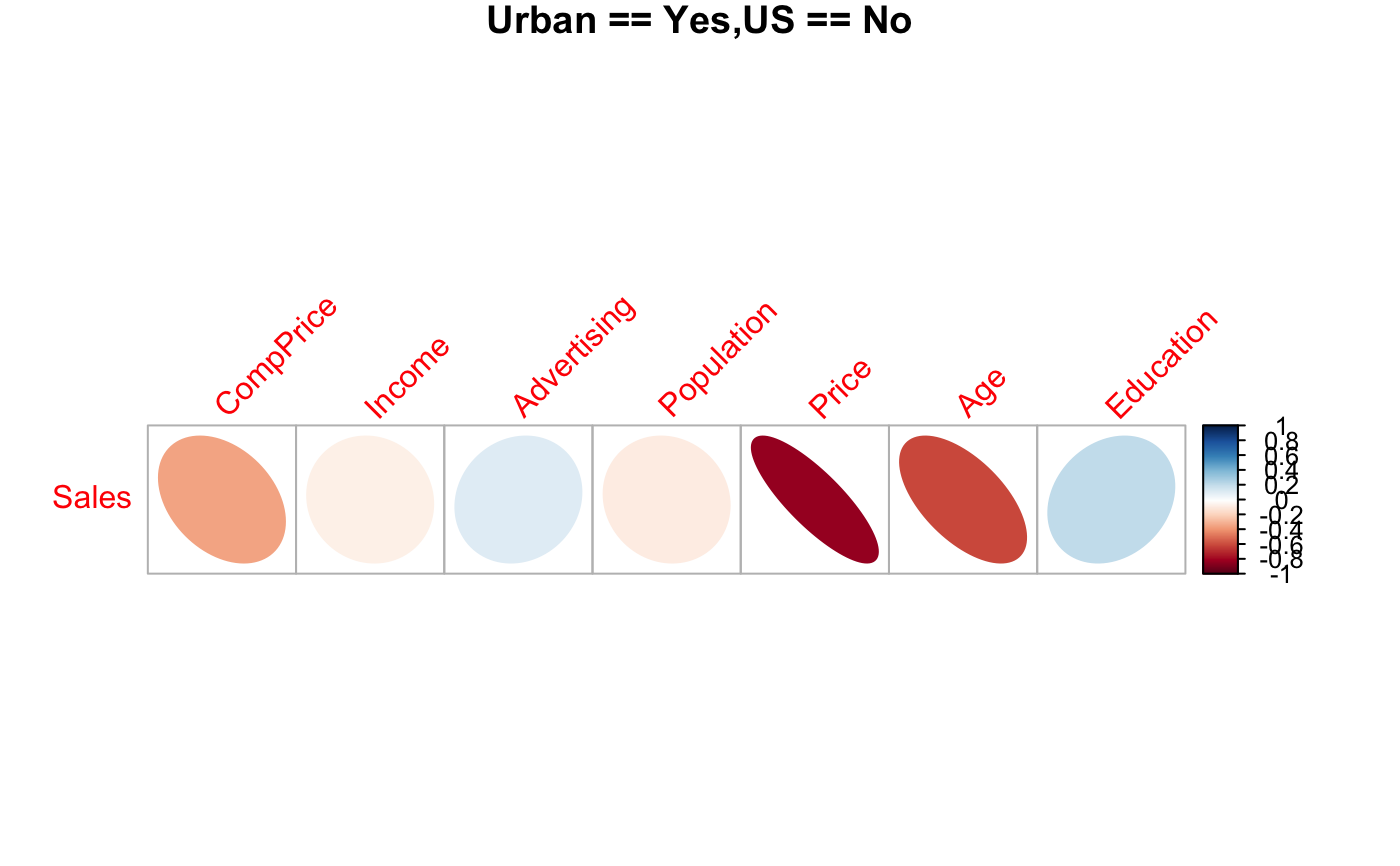 Urban == Yes,US == No
CompPrice
Income
Advertising
Population
Price
Age
Education
Sales
1
0.8
0.6
0.4
0.2
0
-0.2
-0.4
-0.6
-0.8
-1